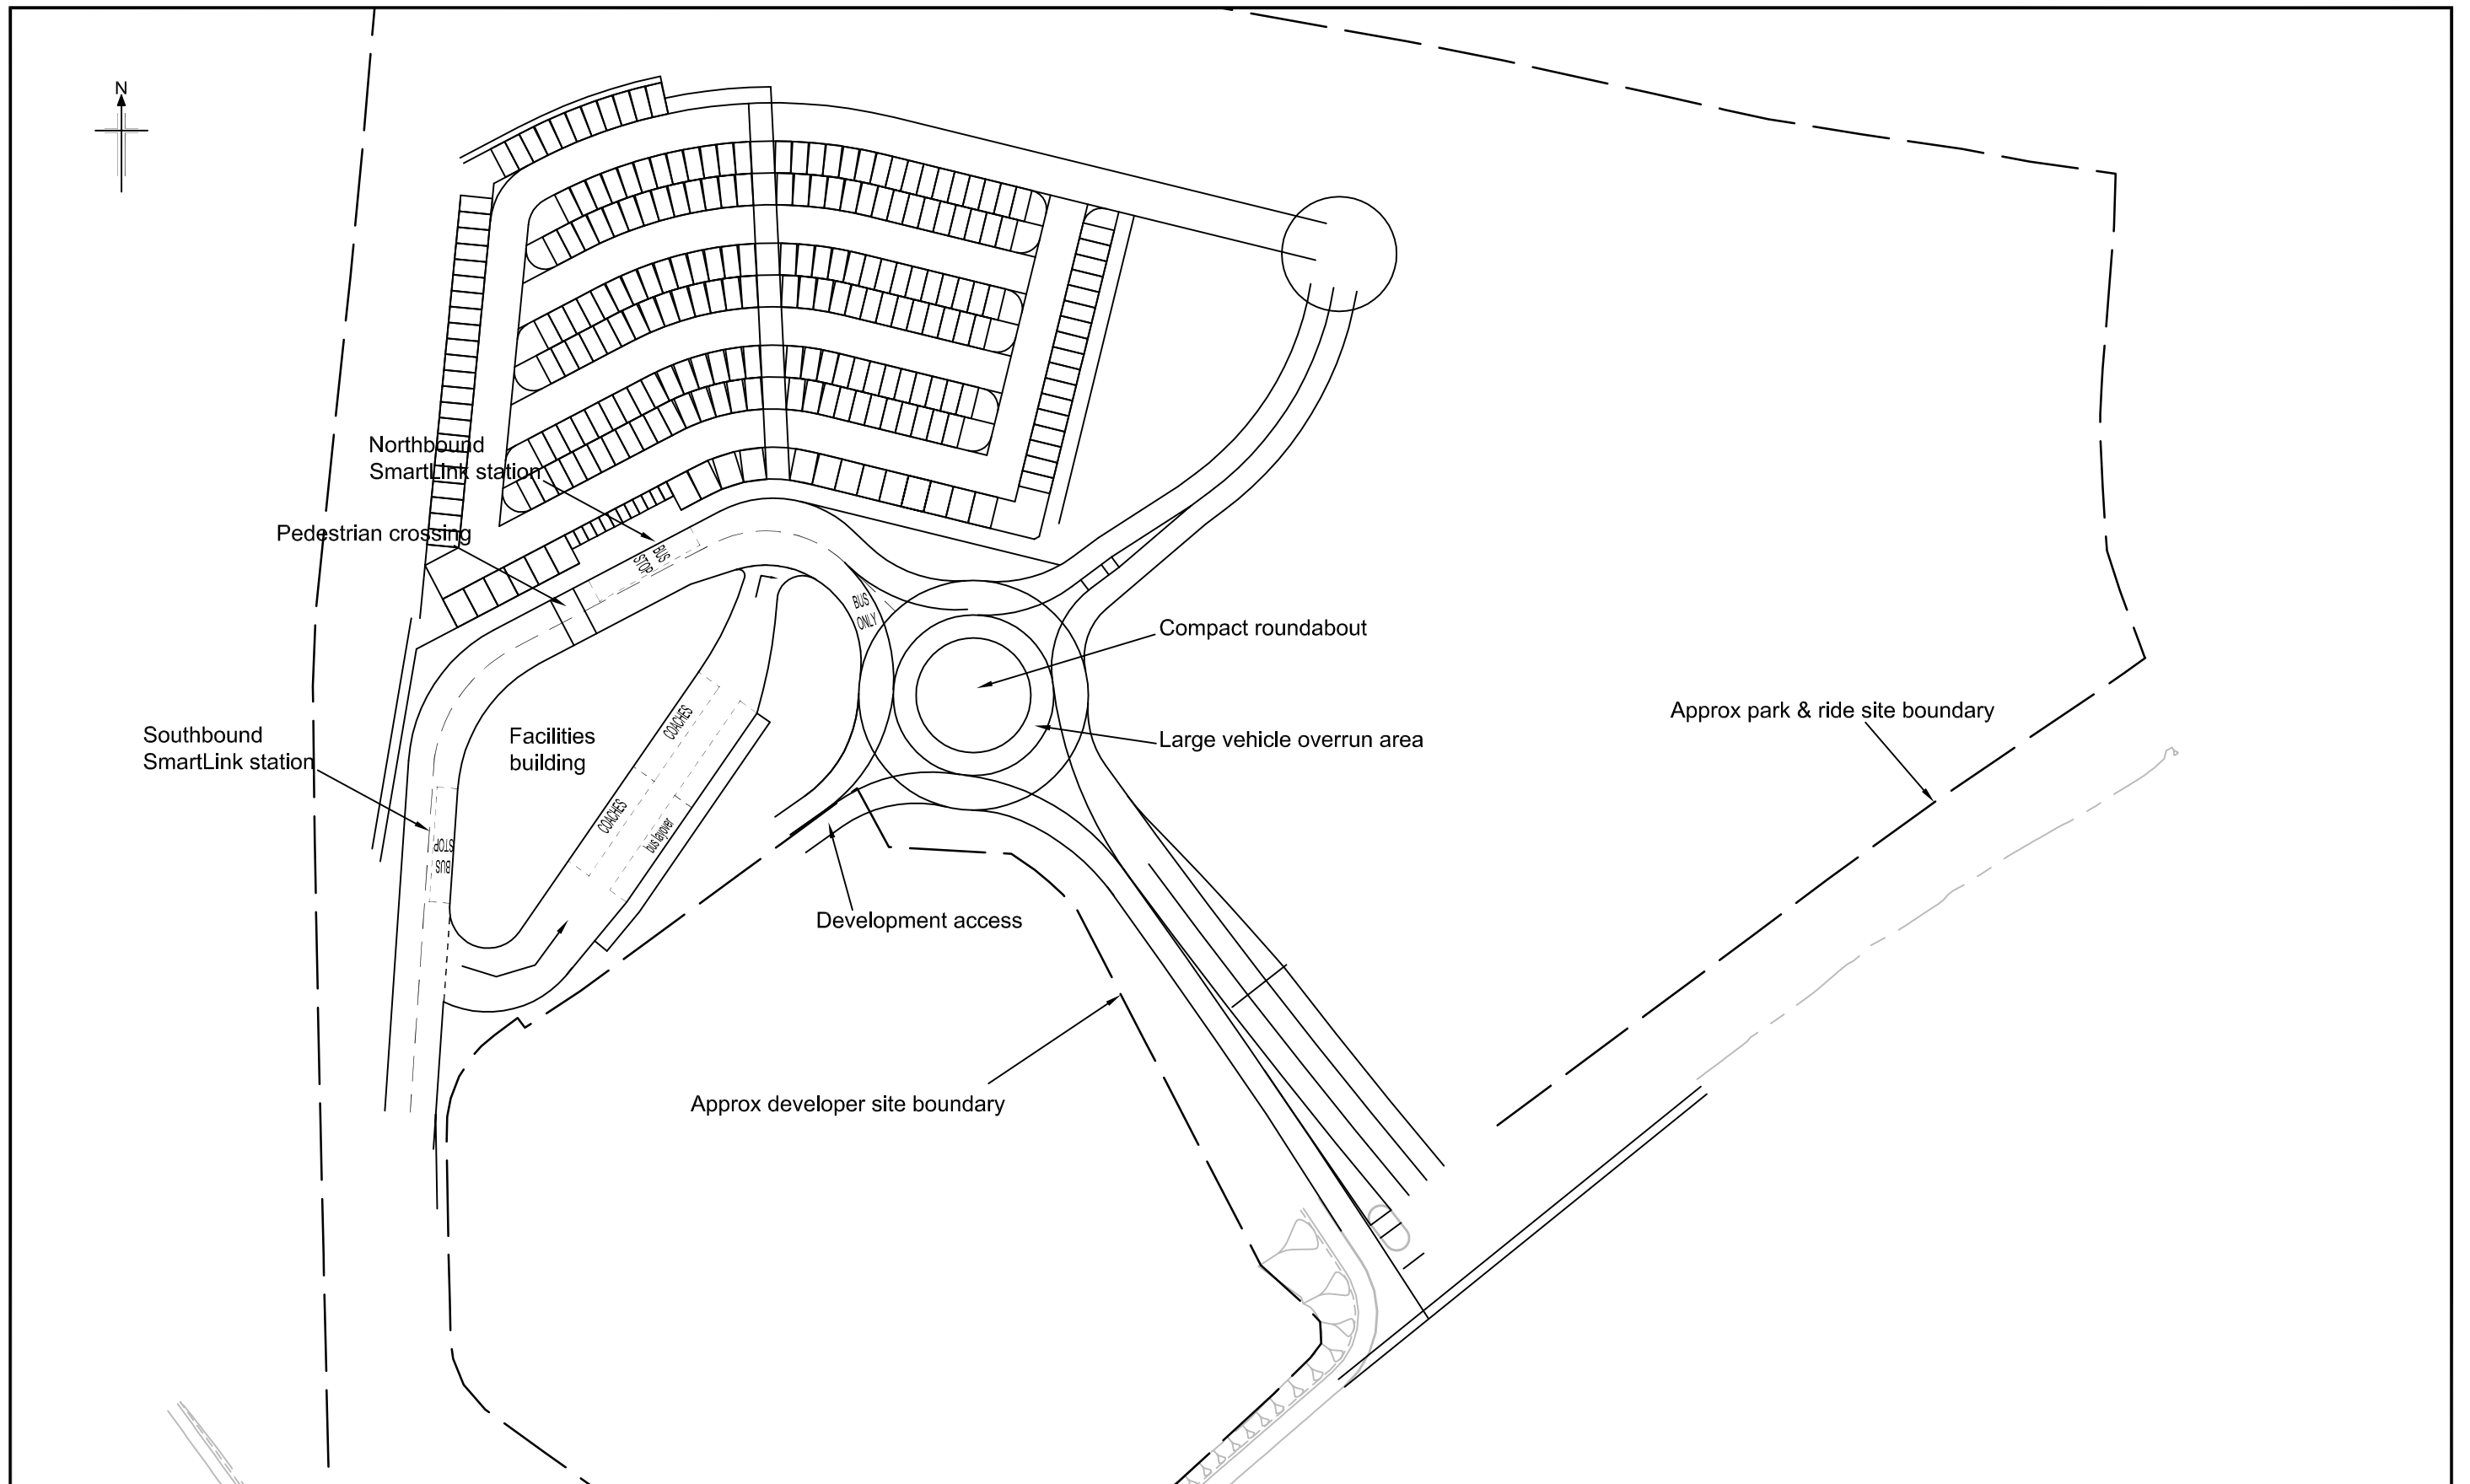 N
Northbound
SmartLink station
Pedestrian crossing
BUS
STOP
BUS
ONLY
Compact roundabout
Approx park & ride site boundary
Southbound
SmartLink station
Facilities
building
COACHES
Large vehicle overrun area
COACHES
bus layover
BUS
STOP
Development access
Approx developer site boundary